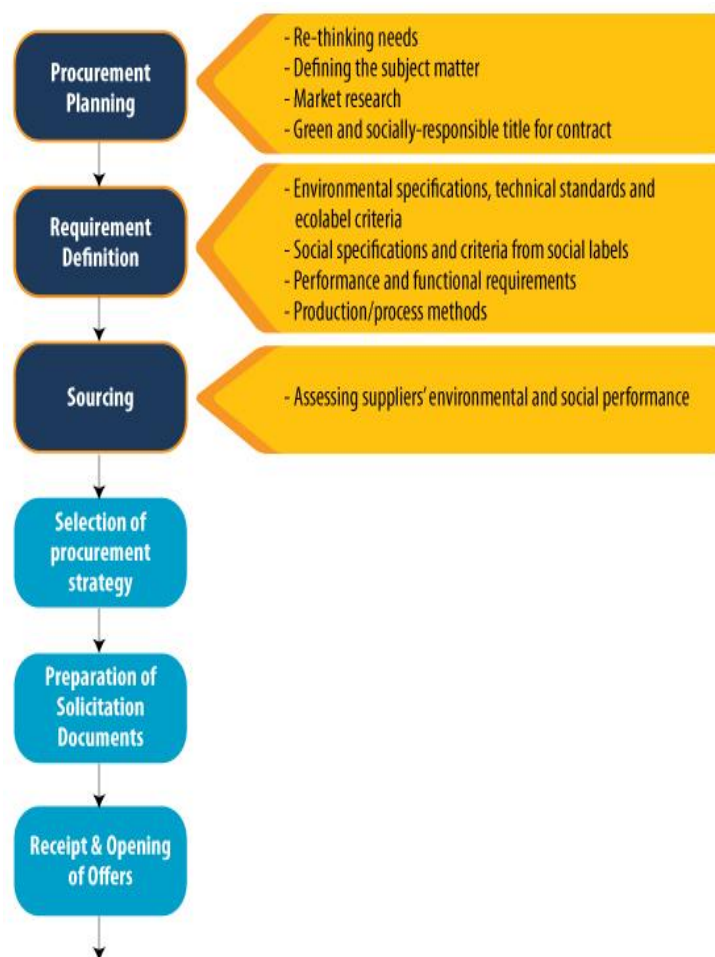 Procurement
Planning
- Re-thinking needs
- Defining the subject matter
- Market research
- Green and socially-responsible title for contract
Requirement
Definition
- Environmental specifications, technical standards and
ecolabel criteria
- Social specifications and criteria from social labels
- Performance and functional requirements
- Production/process methods
Sourcing
- Assessing suppliers’ environmental and social performance
Selection of
procurement
strategy
Preparation of
Solicitation
Documents
Receipt & Opening
of Offers